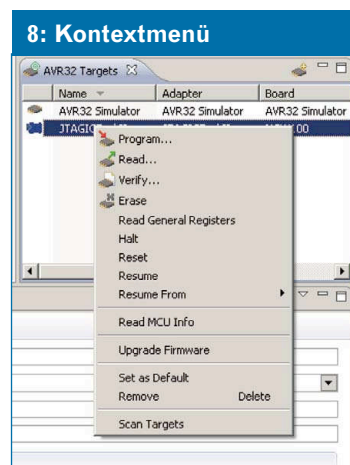 8: Kontextmenü
AVR32 Targets
Name Adapter Board
AVR32 Simulator AVR32 Simulator AVR32 Simulator
Program...
Read...
Verify...
Erase
Read General Registers
Halt
Reset
Resume
Resume From
Read MCU Info
Upgrade Firmware
Set as Default
Remove Delete
Scan Targets